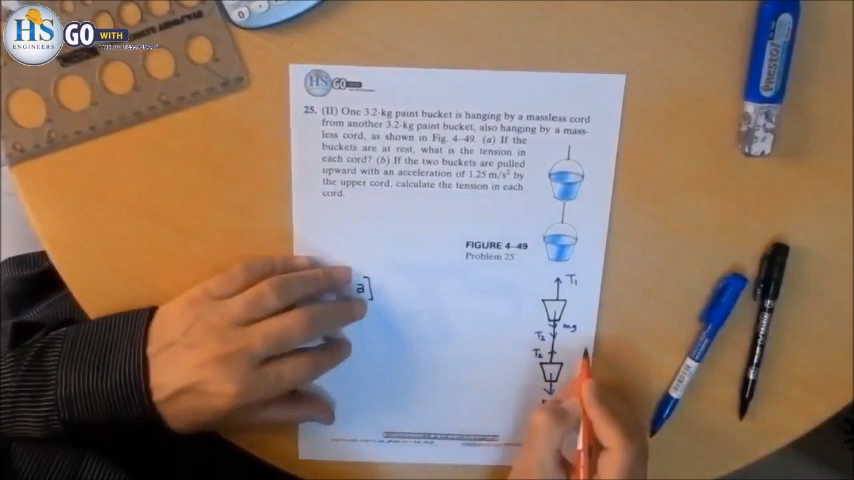 HS
ENGINEERS
GO WITH
HS GO
25. (II) One 3.2-kg paint bucket is hanging by a massless cord
from another 3.2-kg paint bucket, also hanging by a mass-
less cord, as shown in Fig. 4–49. (a) If the
buckets are at rest, what is the tension in
each cord? (b) If the two buckets are pulled
upward with an acceleration of 1.25 m/s² by
the upper cord, calculate the tension in each
cord.
FIGURE 4–49
Problem 25.
a]
T₁
mg
T₂
T₂
Presto!